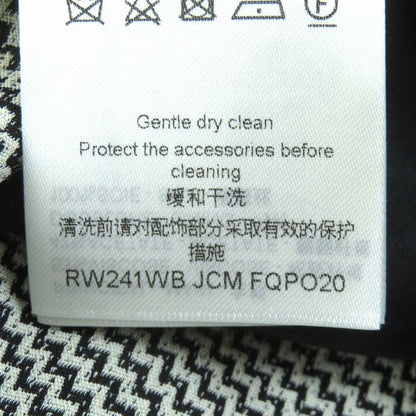 F
Gentle dry clean
Protect the accessories before
cleaning
缓和干洗
清洗前请对配饰部分采取有效的保护
措施
RW241WB JCM FQPO20